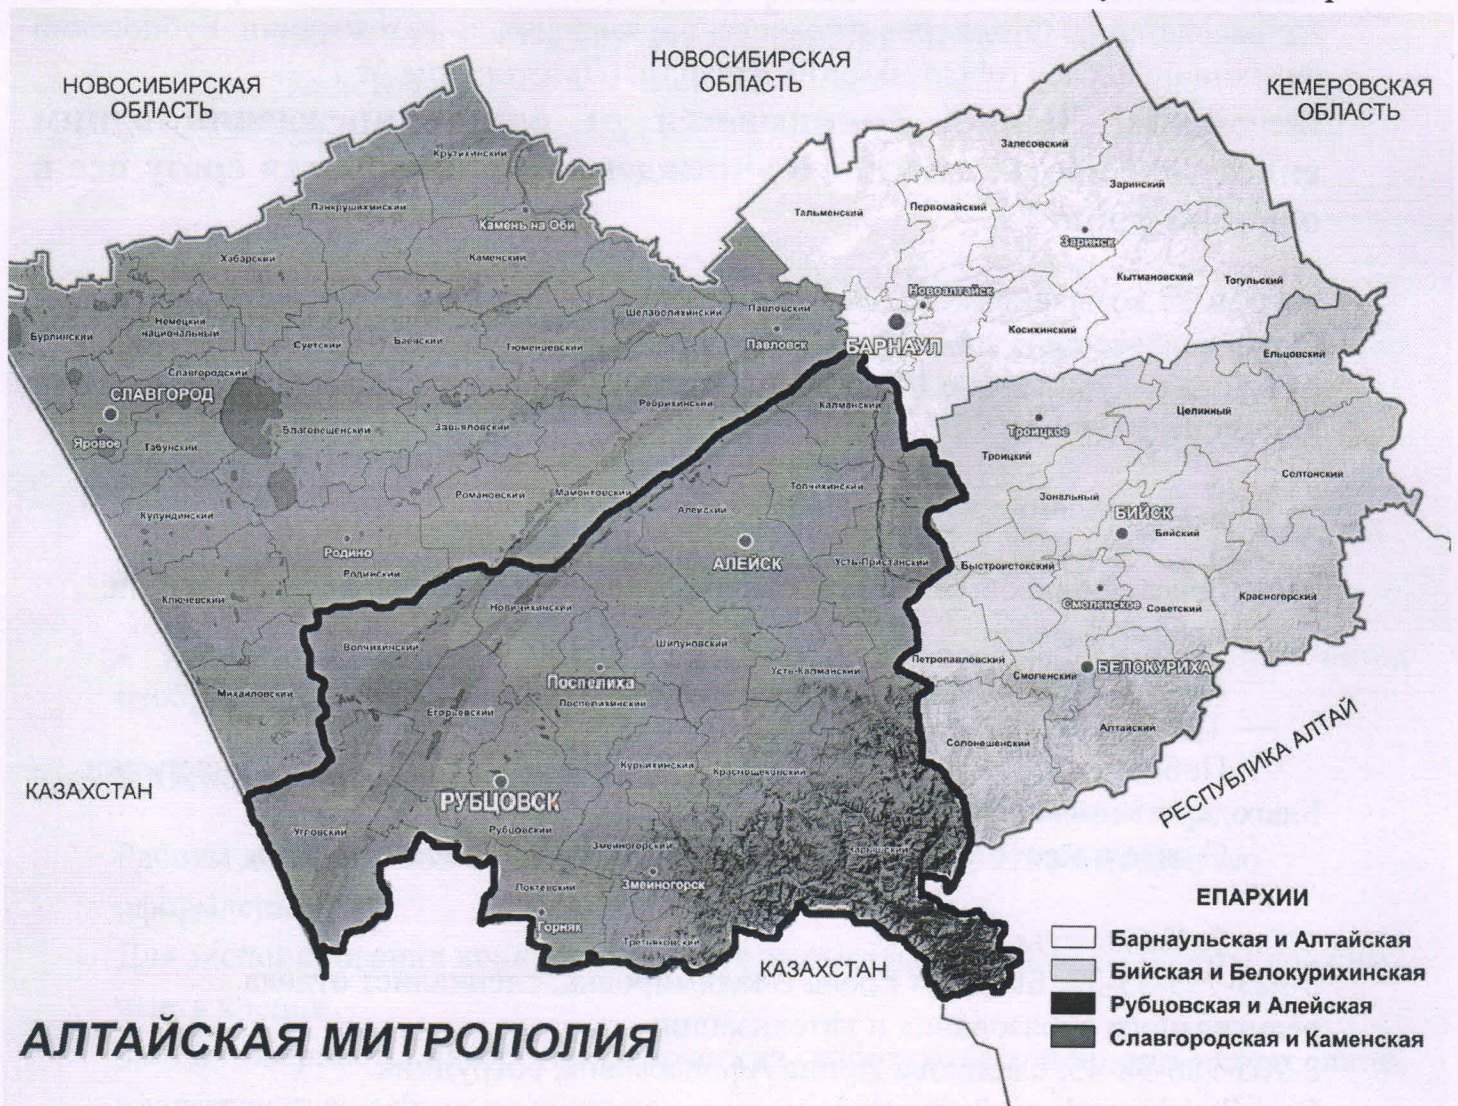 НОВОСИБИРСКАЯ
ОБЛАСТЬ
НОВОСИБИРСКАЯ
ОБЛАСТЬ
КЕМЕРОВСКАЯ
ОБЛАСТЬ
Крутихинский
Залесовский
Заринский
Панкрушихинский
Тальменский
Первомайский
Камень на Оби
Заринск
Хабарский
Каменский
Кытмановский
Тогульский
Новоалтайск
Шелаболихинский
Павловский
Немецкий
национальный
Бурлинский
Суетский
Баевский
Тюменцевский
Павловск
БАРНАУЛ
Косихинский
Ельцовский
Славгородский
СЛАВГОРОД
Ребрихинский
Калманский
Целинный
Яровое
Табунский
Благовещенский
Завьяловский
Троицкое
Троицкий
Солтонский
Романовский
Мамонтовский
Топчихинский
Зональный
Кулундинский
Алейский
БИЙСК
Бийский
Родино
Родинский
АЛЕЙСК
Усть-Пристанский
Быстроистокский
Ключевский
Новичихинский
Смоленское
Советский
Красногорский
Волчихинский
Шипуновский
Петропавловский
Усть-Калманский
БЕЛОКУРИХА
Смоленский
Поспелиха
Поспелихинский
Михайловский
Егорьевский
Алтайский
Солонешенский
РЕСПУБЛИКА АЛТАЙ
Курьинский
Краснощековский
КАЗАХСТАН
РУБЦОВСК
Рубцовский
Угловский
Змеиногорский
Чарышский
Змеиногорск
Локтевский
Горняк
Третьяковский
КАЗАХСТАН
ЕПАРХИИ
Барнаульская и Алтайская
Бийская и Белокурихинская
Рубцовская и Алейская
Славгородская и Каменская
АЛТАЙСКАЯ МИТРОПОЛИЯ